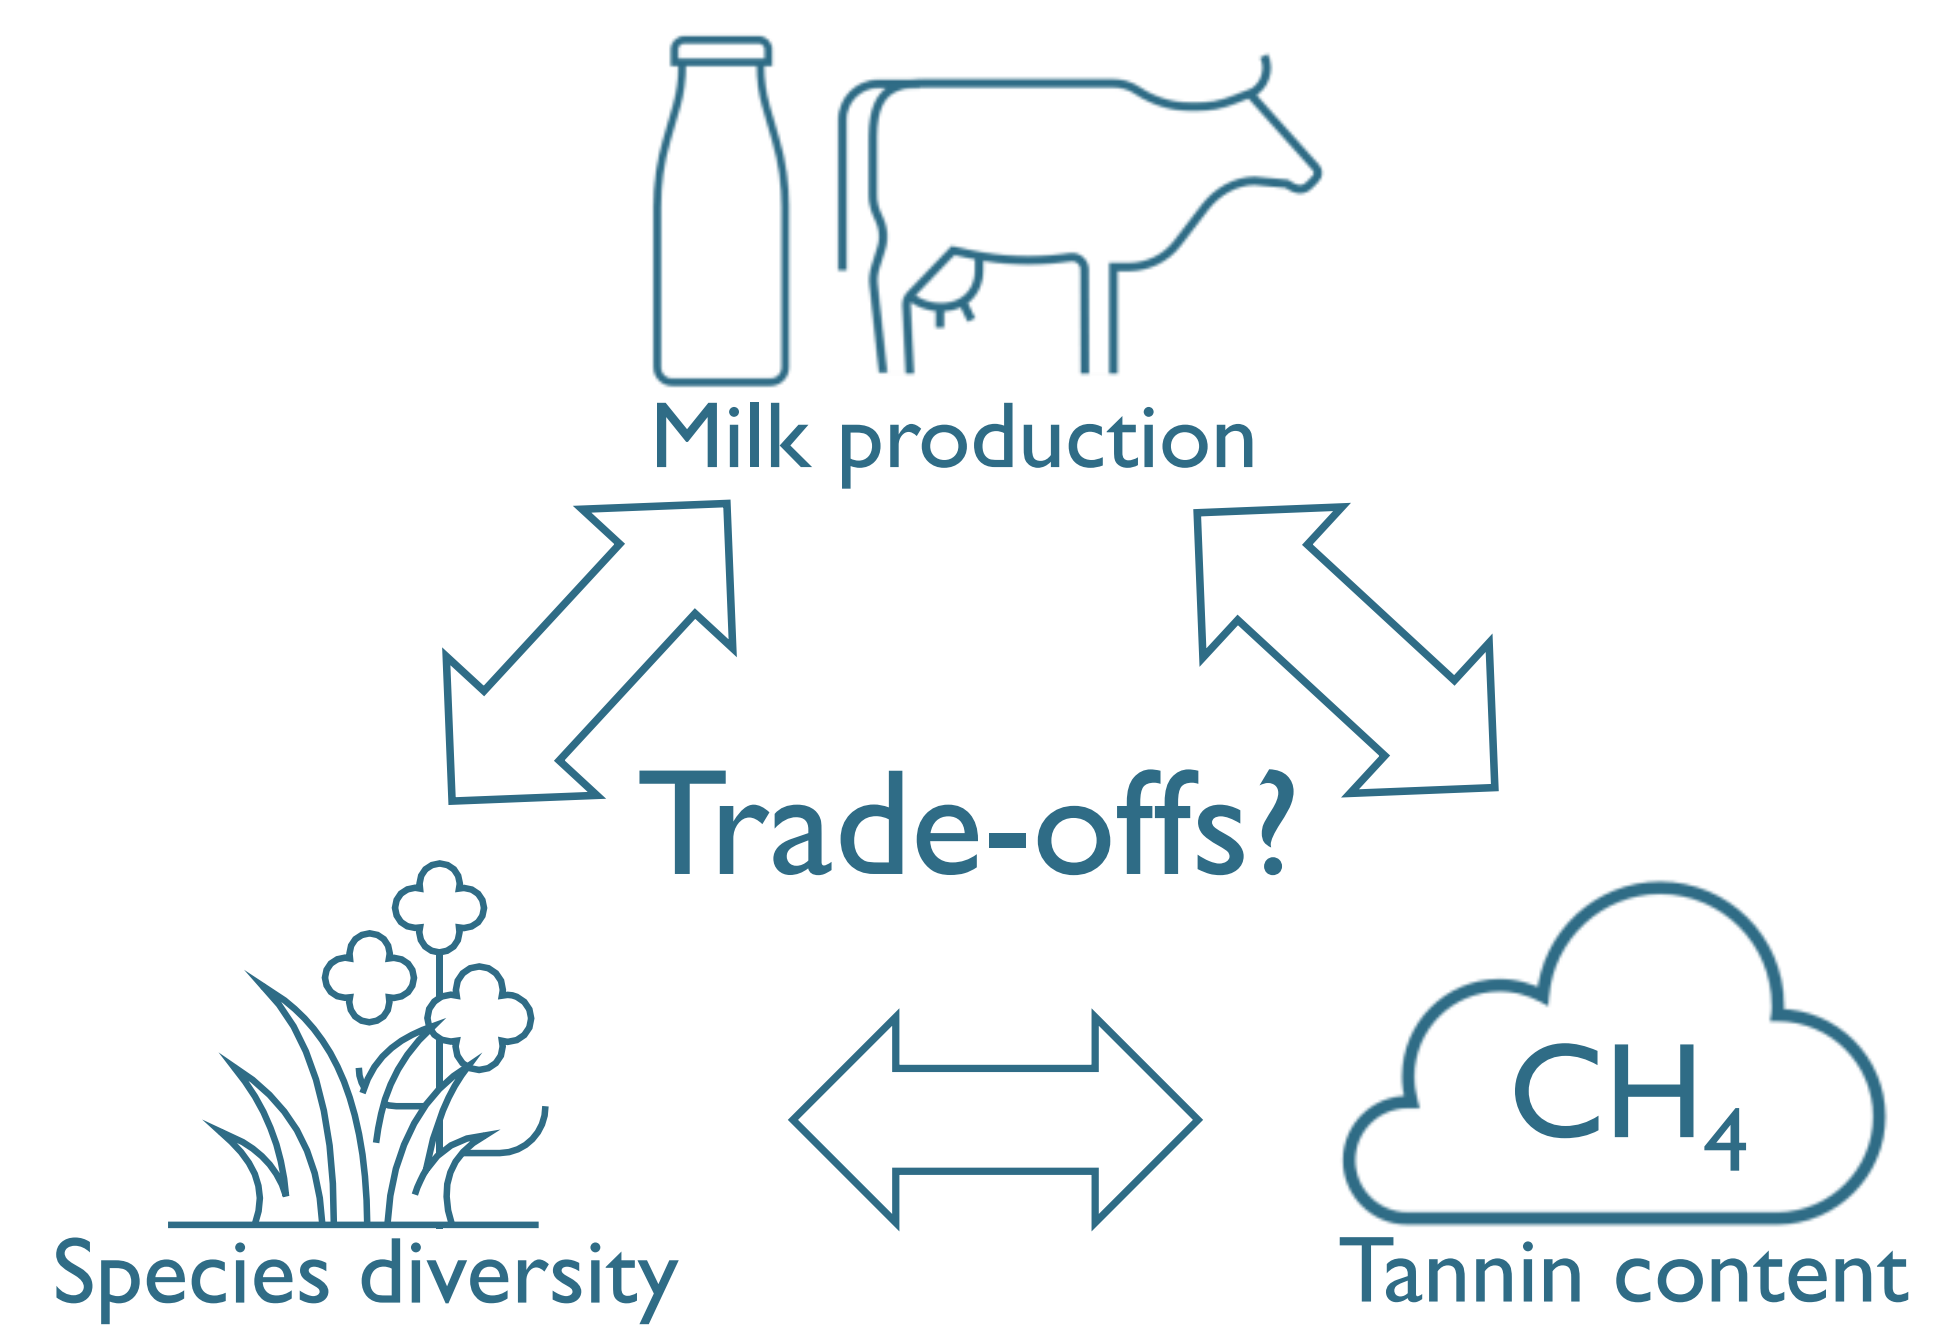 Milk production
Trade-offs?
CH₄
Species diversity
Tannin content